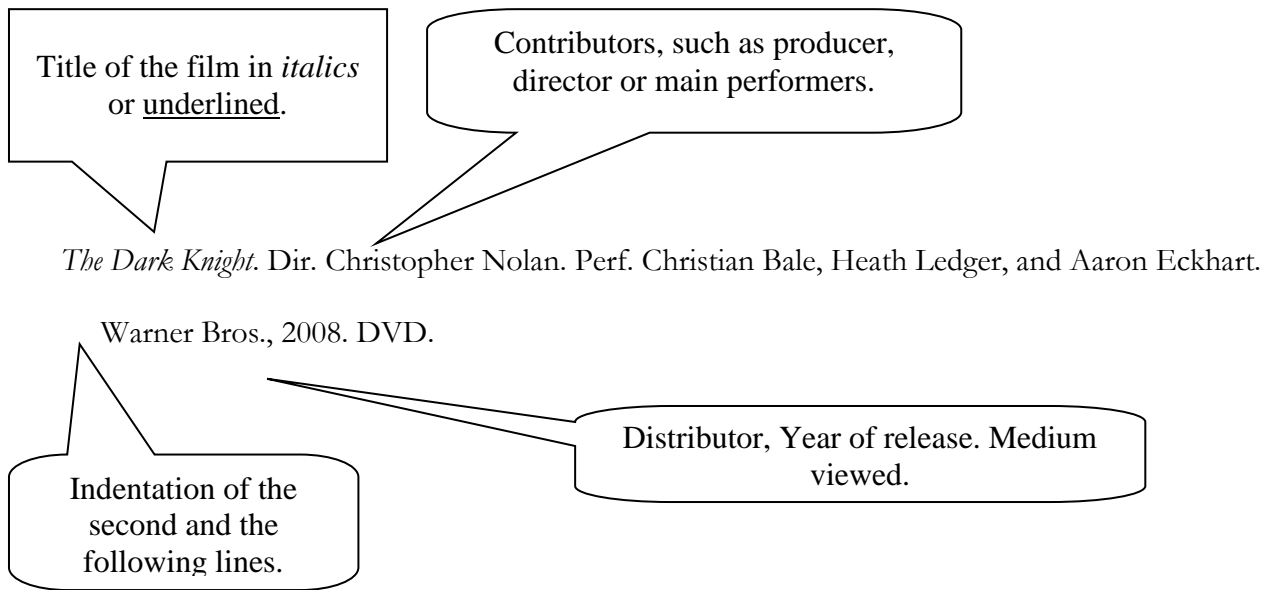 Title of the film in italics
or underlined.
Contributors, such as producer,
director or main performers.
The Dark Knight. Dir. Christopher Nolan. Perf. Christian Bale, Heath Ledger, and Aaron Eckhart.
Warner Bros., 2008. DVD.
Distributor, Year of release. Medium
viewed.
Indentation of the
second and the
following lines.